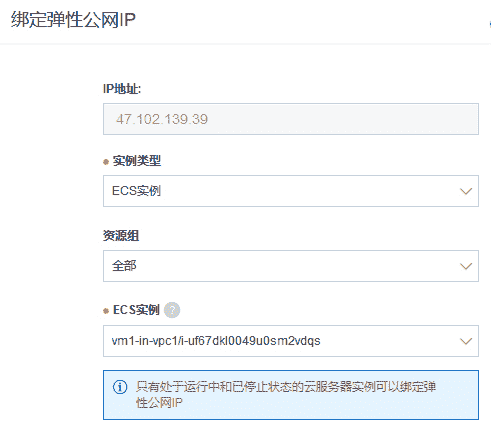 绑定弹性公网IP
IP地址:
47.102.139.39
实例类型
ECS实例
资源组
全部
ECS实例 ?
vm1-in-vpc1/i-uf67dkl0049u0sm2vdqs
只有处于运行中和已停止状态的云服务器实例可以绑定弹
性公网IP